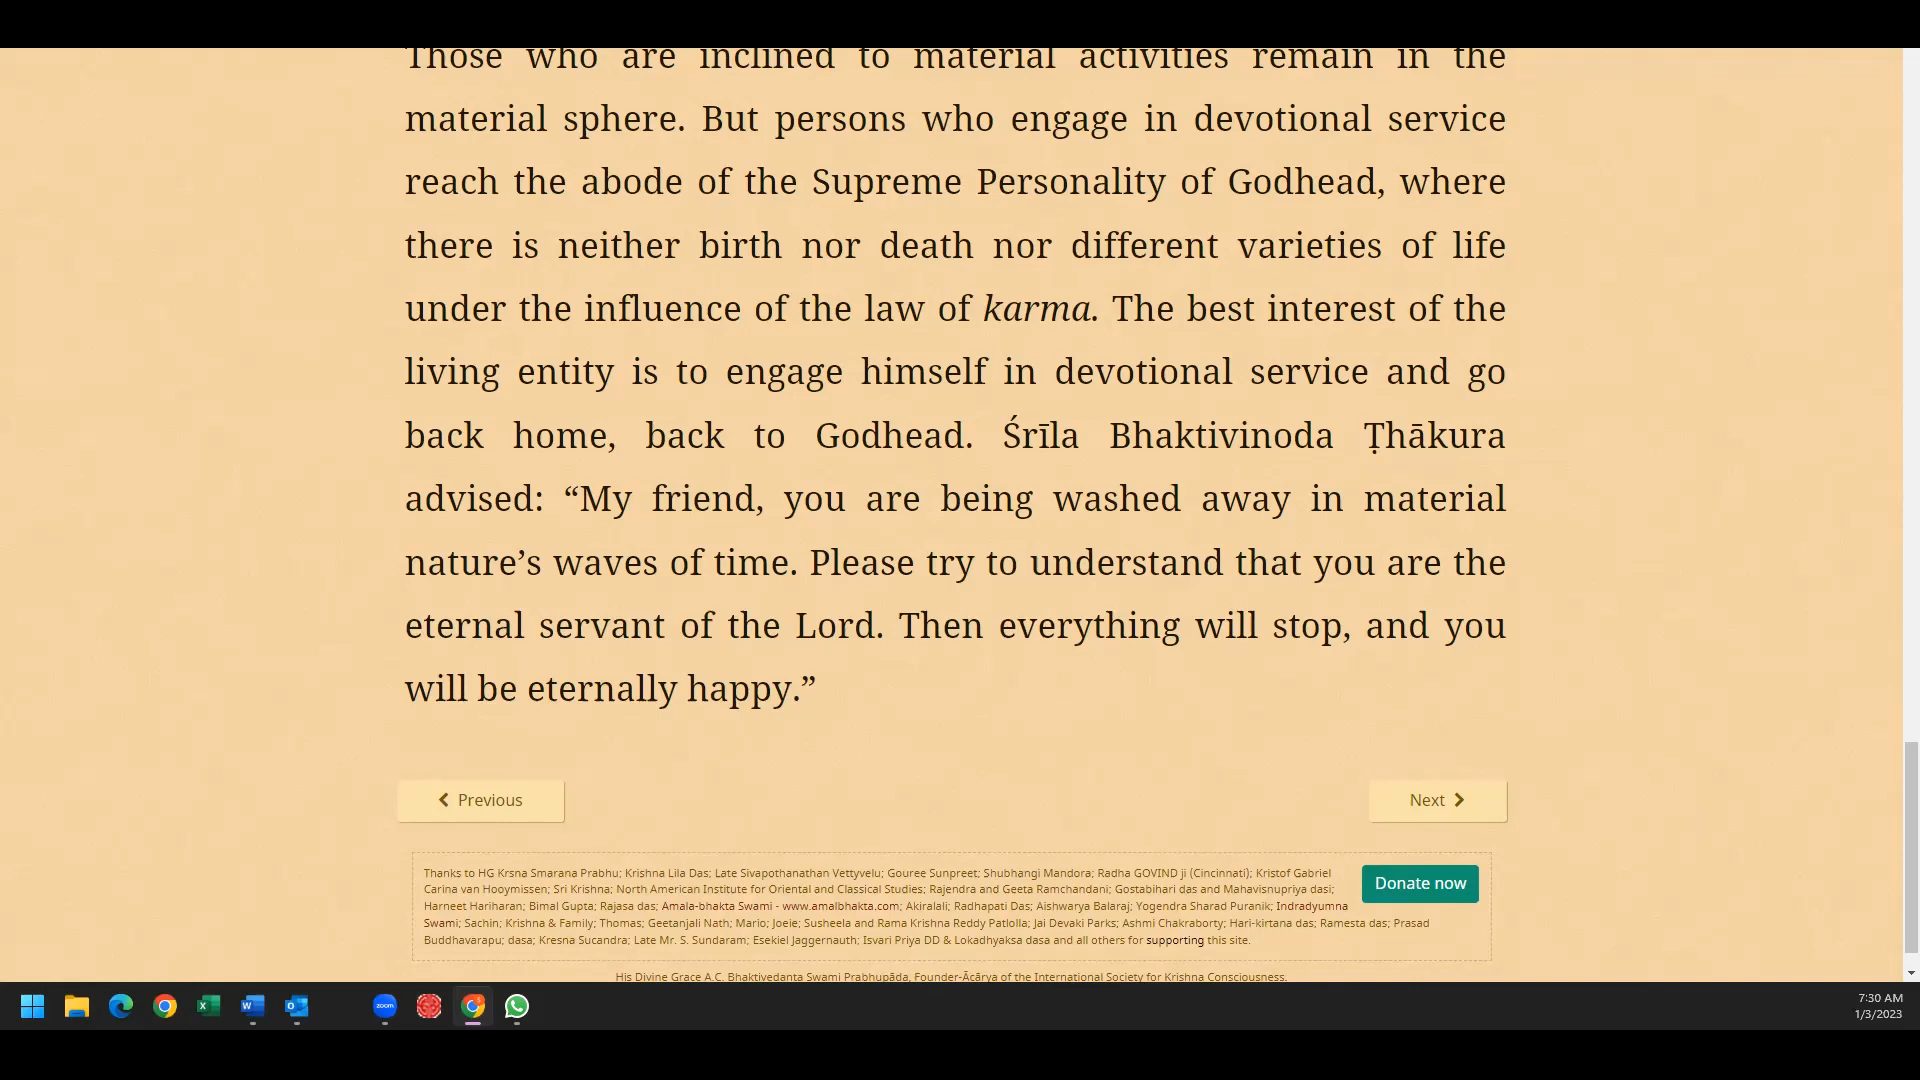 Those who are inclined to material activities remain in the
material sphere. But persons who engage in devotional service
reach the abode of the Supreme Personality of Godhead, where
there is neither birth nor death nor different varieties of life
under the influence of the law of karma. The best interest of the
living entity is to engage himself in devotional service and go
back home, back to Godhead. Śrīla Bhaktivinoda Ṭhākura
advised: “My friend, you are being washed away in material
nature’s waves of time. Please try to understand that you are the
eternal servant of the Lord. Then everything will stop, and you
will be eternally happy.”
Previous
Next
Thanks to HG Krsna Smarana Prabhu; Krishna Lila Das; Late Sivapothanathan Vettyvelu; Gouree Sunpreet; Shubhangi Mandora; Radha GOVIND ji (Cincinnati); Kristof Gabriel
Carina van Hooymissen; Sri Krishna; North American Institute for Oriental and Classical Studies; Rajendra and Geeta Ramchandani; Gostabihari das and Mahavisnupriya dasi;
Harneet Hariharan; Bimal Gupta; Rajasa das; Amala-bhakta Swami - www.amalbhakta.com; Akiralali; Radhapati Das; Aishwarya Balaraj; Yogendra Sharad Puranik; Indradyumna
Swami; Sachin; Krishna & Family; Thomas; Geetanjali Nath; Mario; Joeie; Susheela and Rama Krishna Reddy Patlolla; Jai Devaki Parks; Ashmi Chakraborty; Hari-kirtana das; Ramesta das; Prasad
Buddhavarapu; dasa; Kresna Sucandra; Late Mr. S. Sundaram; Esekiel Jaggernauth; Isvari Priya DD & Lokadhyaksa dasa and all others for supporting this site.
Donate now
His Divine Grace A.C. Bhaktivedanta Swami Prabhupāda, Founder-Ācārya of the International Society for Krishna Consciousness.
zoom
7:30 AM
1/3/2023